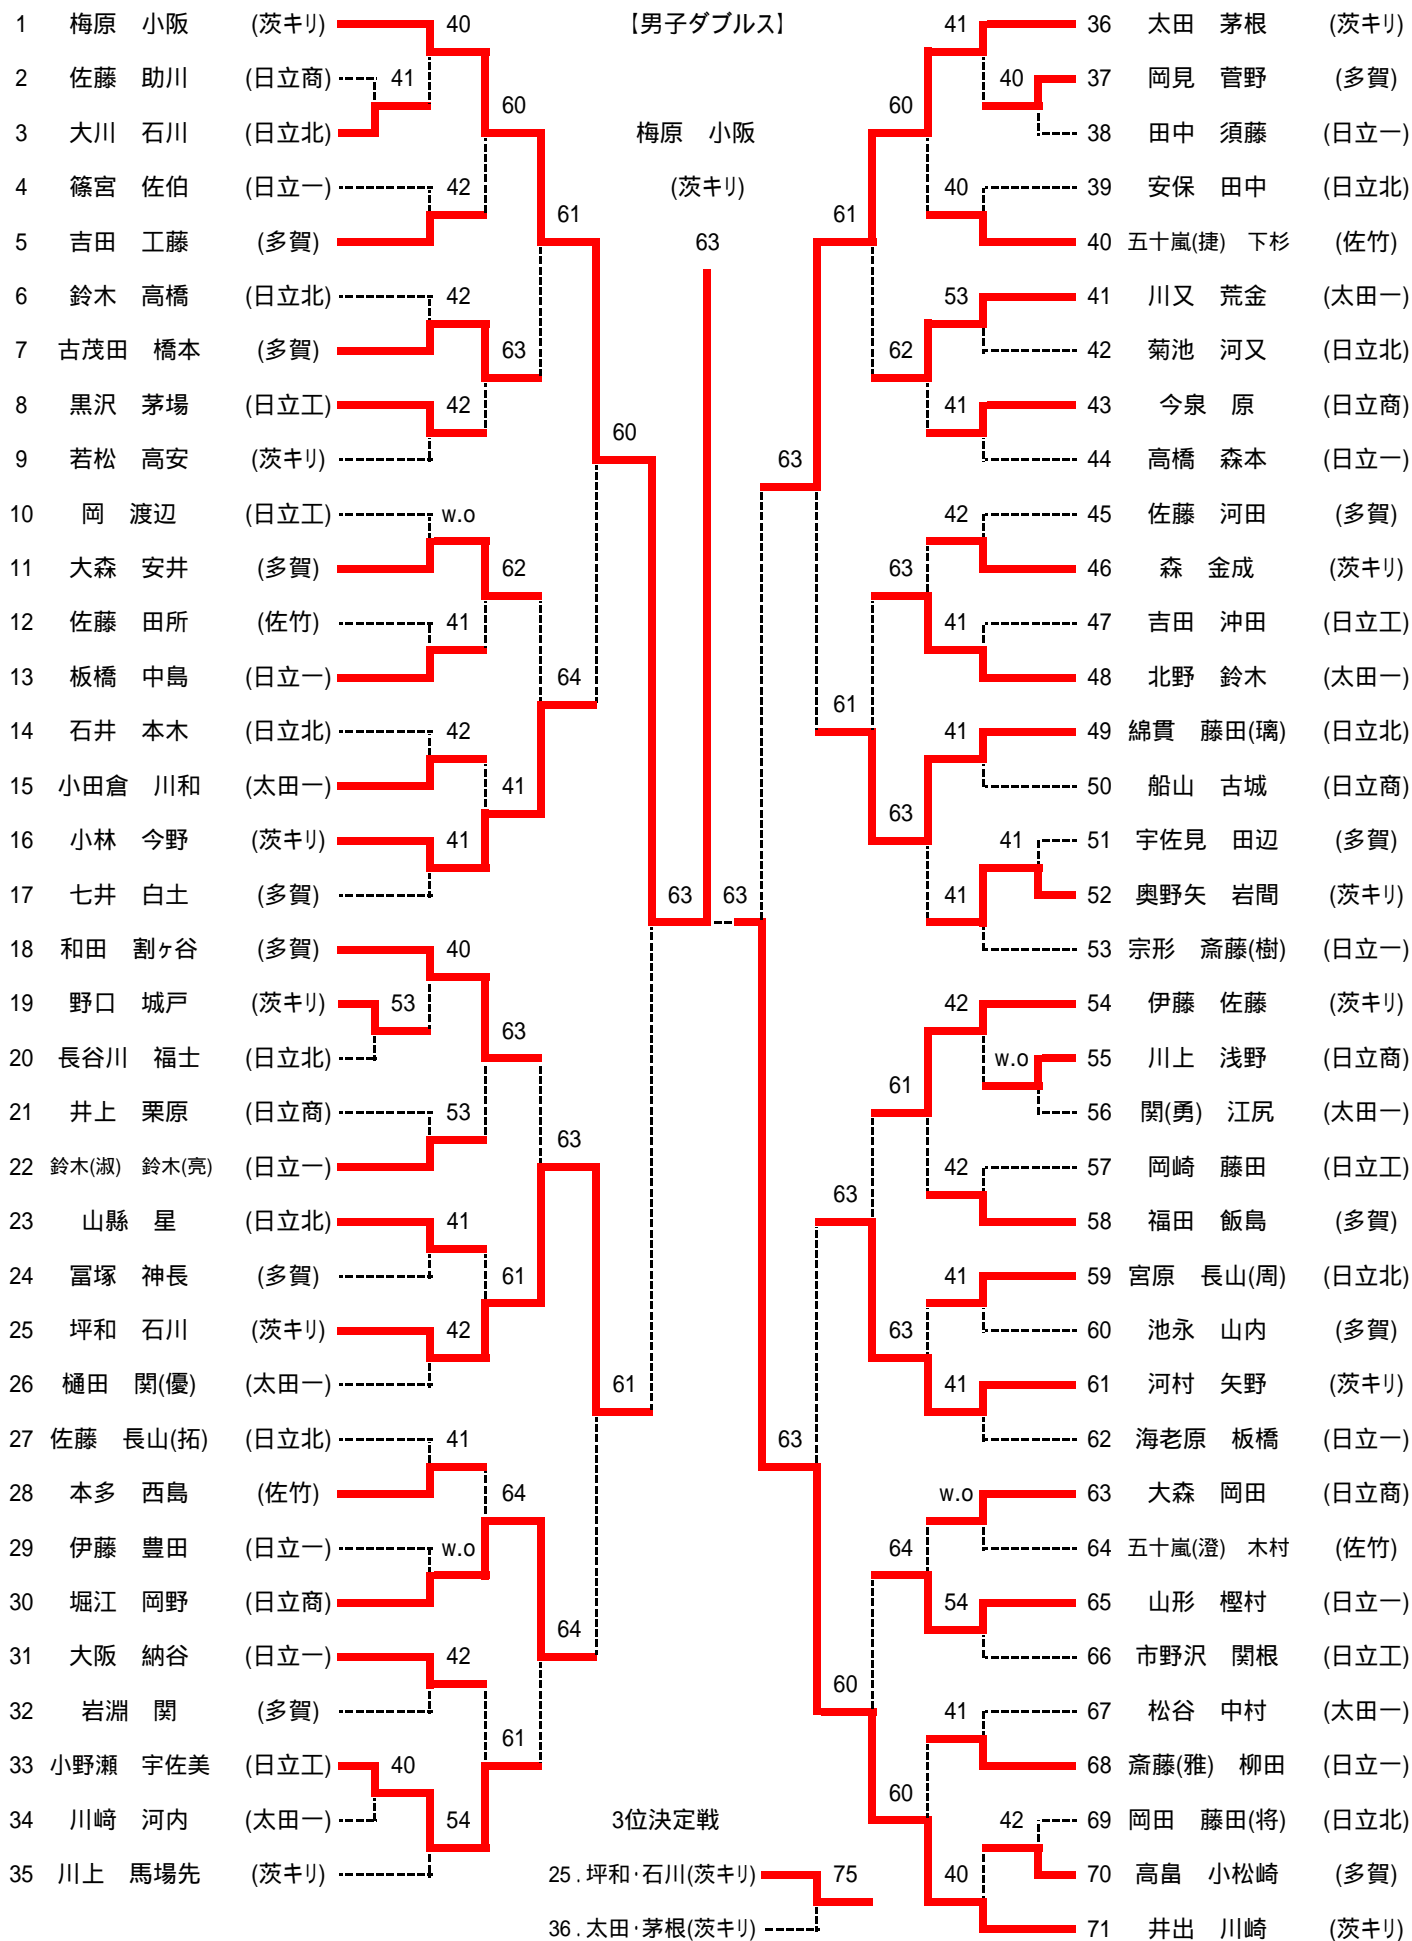 【男子ダブルス】
梅原 小阪
(茨キリ)
63
1 梅原 小阪 (茨キリ) 40
2 佐藤 助川 (日立商) 41
60
3 大川 石川 (日立北)
4 篠宮 佐伯 (日立一) 42
61
5 吉田 工藤 (多賀)
6 鈴木 高橋 (日立北) 42
7 古茂田 橋本 (多賀) 63
8 黒沢 茅場 (日立工) 42
60
9 若松 高安 (茨キリ)
10 岡 渡辺 (日立工) w.o
11 大森 安井 (多賀) 62
12 佐藤 田所 (佐竹) 41
13 板橋 中島 (日立一) 64
14 石井 本木 (日立北) 42
15 小田倉 川和 (太田一) 41
16 小林 今野 (茨キリ) 41
17 七井 白土 (多賀) 63 63
18 和田 割ヶ谷 (多賀) 40
19 野口 城戸 (茨キリ) 53
63
20 長谷川 福士 (日立北)
21 井上 栗原 (日立商) 53
63
22 鈴木(淑) 鈴木(亮) (日立一)
23 山縣 星 (日立北) 41
24 冨塚 神長 (多賀) 61
25 坪和 石川 (茨キリ) 42
26 樋田 関(優) (太田一) 61
27 佐藤 長山(拓) (日立北) 41
28 本多 西島 (佐竹) 64
29 伊藤 豊田 (日立一) w.o
30 堀江 岡野 (日立商)
64
31 大阪 納谷 (日立一) 42
32 岩淵 関 (多賀)
61
33 小野瀬 宇佐美 (日立工) 40
34 川﨑 河内 (太田一) 54
35 川上 馬場先 (茨キリ)
41 36 太田 茅根 (茨キリ)
40 37 岡見 菅野 (多賀)
60
38 田中 須藤 (日立一)
40 39 安保 田中 (日立北)
61
40 五十嵐(捷) 下杉 (佐竹)
53 41 川又 荒金 (太田一)
62 42 菊池 河又 (日立北)
41 43 今泉 原 (日立商)
63 44 高橋 森本 (日立一)
42 45 佐藤 河田 (多賀)
63 46 森 金成 (茨キリ)
41 47 吉田 沖田 (日立工)
48 北野 鈴木 (太田一)
61
41 49 綿貫 藤田(璃) (日立北)
50 船山 古城 (日立商)
63
41 51 宇佐見 田辺 (多賀)
41 52 奥野矢 岩間 (茨キリ)
53 宗形 斎藤(樹) (日立一)
42 54 伊藤 佐藤 (茨キリ)
w.o 55 川上 浅野 (日立商)
61
56 関(勇) 江尻 (太田一)
42 57 岡崎 藤田 (日立工)
63
58 福田 飯島 (多賀)
41 59 宮原 長山(周) (日立北)
63 60 池永 山内 (多賀)
41 61 河村 矢野 (茨キリ)
63 62 海老原 板橋 (日立一)
w.o 63 大森 岡田 (日立商)
64 64 五十嵐(澄) 木村 (佐竹)
54 65 山形 樫村 (日立一)
66 市野沢 関根 (日立工)
60
41 67 松谷 中村 (太田一)
68 斎藤(雅) 柳田 (日立一)
60
42 69 岡田 藤田(将) (日立北)
40 70 高畠 小松崎 (多賀)
71 井出 川崎 (茨キリ)
3位決定戦
25.坪和・石川(茨キリ) 75
36.太田・茅根(茨キリ)